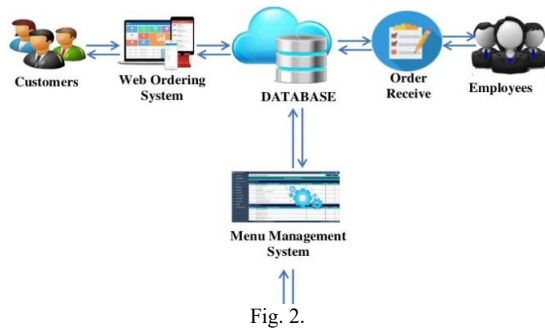 Customers
Web Ordering
System
DATABASE
Order
Receive
Employees
Menu Management
System
Fig. 2.